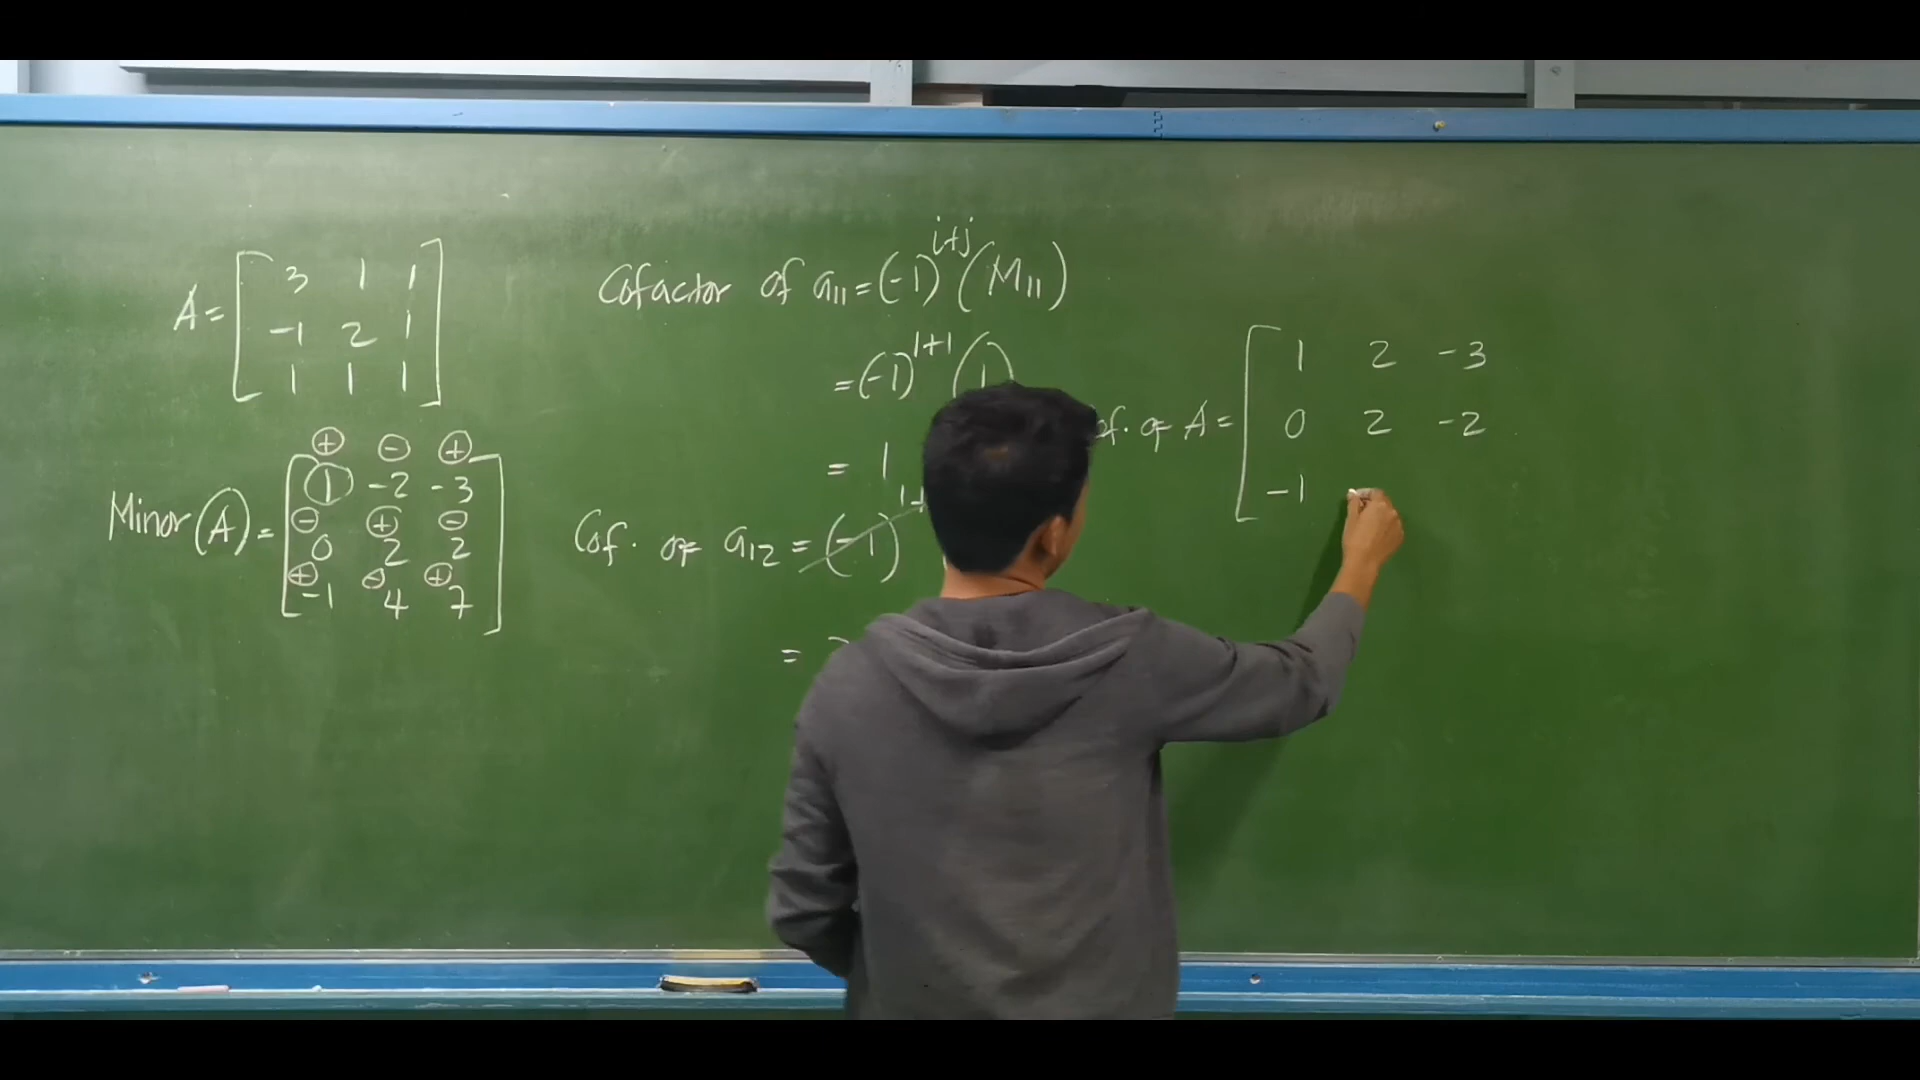 A = [ 3 1 1
-1 2 1
1 1 1 ]
⊕ ⊖ ⊕
Minor (A) = [ 1 -2 -3
⊖ ⊕ ⊖
0 2 2
⊕ ⊖ ⊕
-1 4 7 ]
Cofactor of a11 = (-1)^i+j (M11)
= (-1)^1+1 (1)
= 1
Cof. of a12 = (-1)^1+
=
of A = [ 1 2 -3
0 2 -2
-1